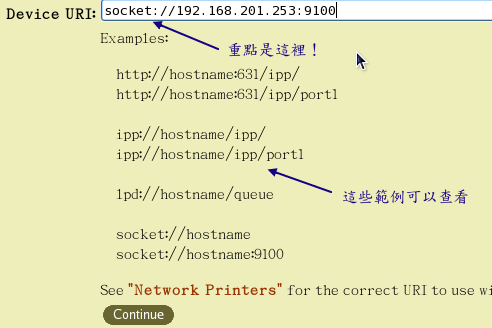 Device URI: socket://192.168.201.253:9100
重點是這裡！
Examples:
http://hostname:631/ipp/
http://hostname:631/ipp/port1
ipp://hostname/ipp/
ipp://hostname/ipp/port1
這些範例可以查看
lpd://hostname/queue
socket://hostname
socket://hostname:9100
See "Network Printers" for the correct URI to use wi
Continue